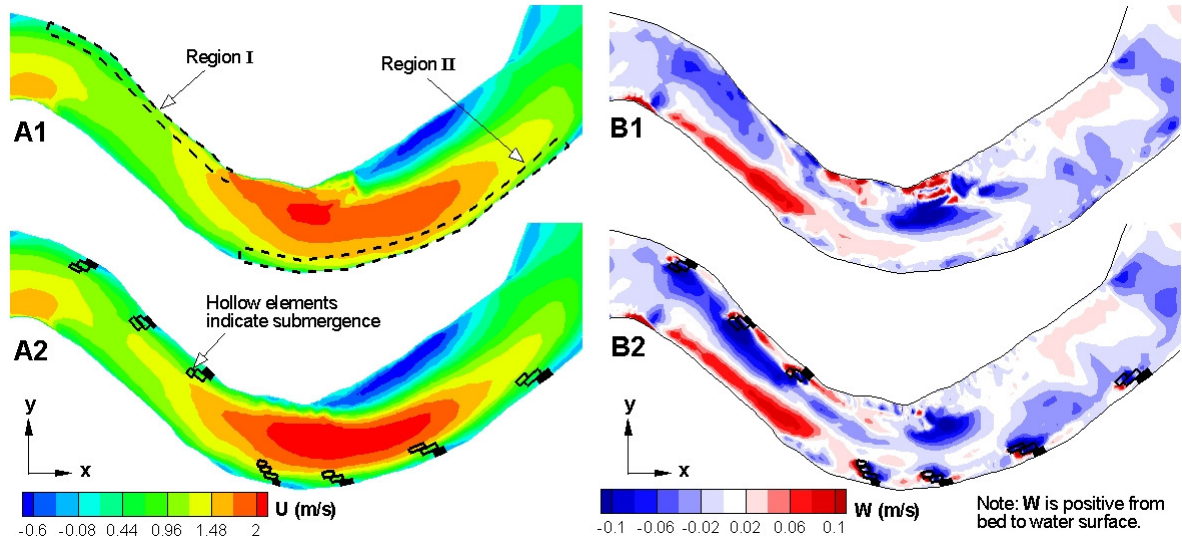 Region I
Region II
A1
B1
Hollow elements
indicate submergence
A2
B2
y
x
y
x
U (m/s)
-0.6 -0.08 0.44 0.96 1.48 2
W (m/s)
-0.1 -0.06 -0.02 0.02 0.06 0.1
Note: W is positive from
bed to water surface.